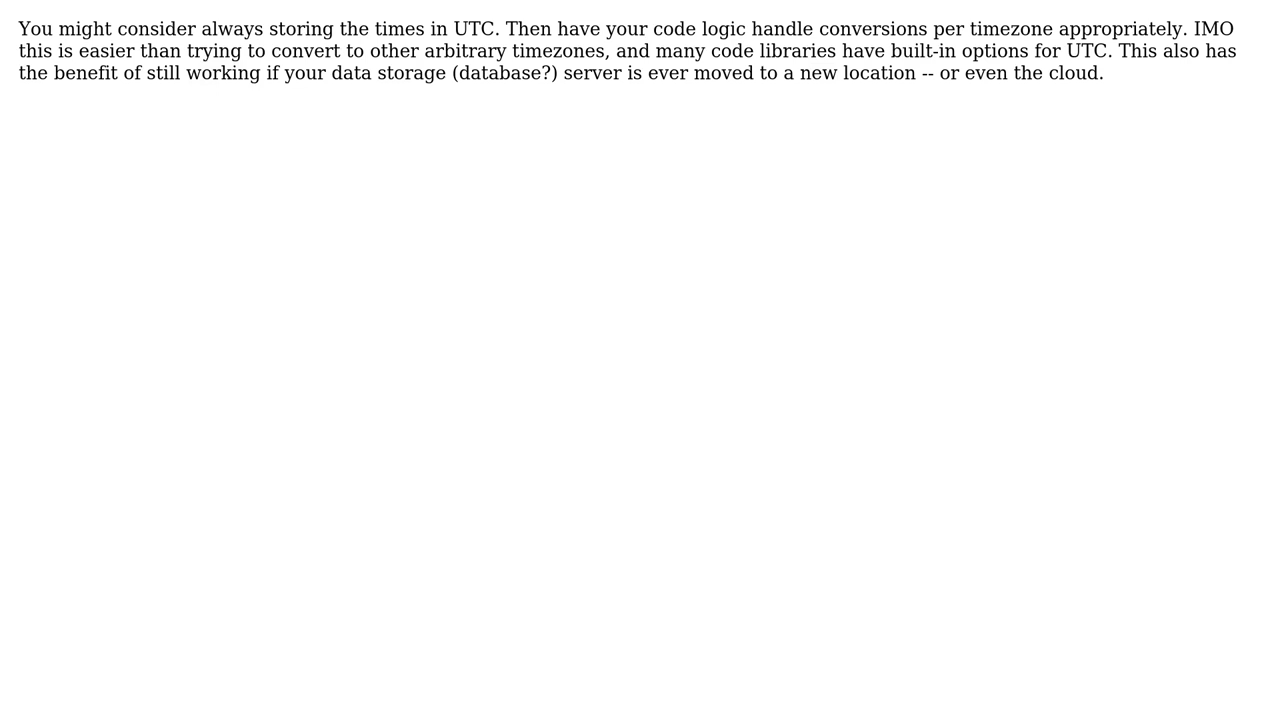 You might consider always storing the times in UTC. Then have your code logic handle conversions per timezone appropriately. IMO
this is easier than trying to convert to other arbitrary timezones, and many code libraries have built-in options for UTC. This also has
the benefit of still working if your data storage (database?) server is ever moved to a new location -- or even the cloud.